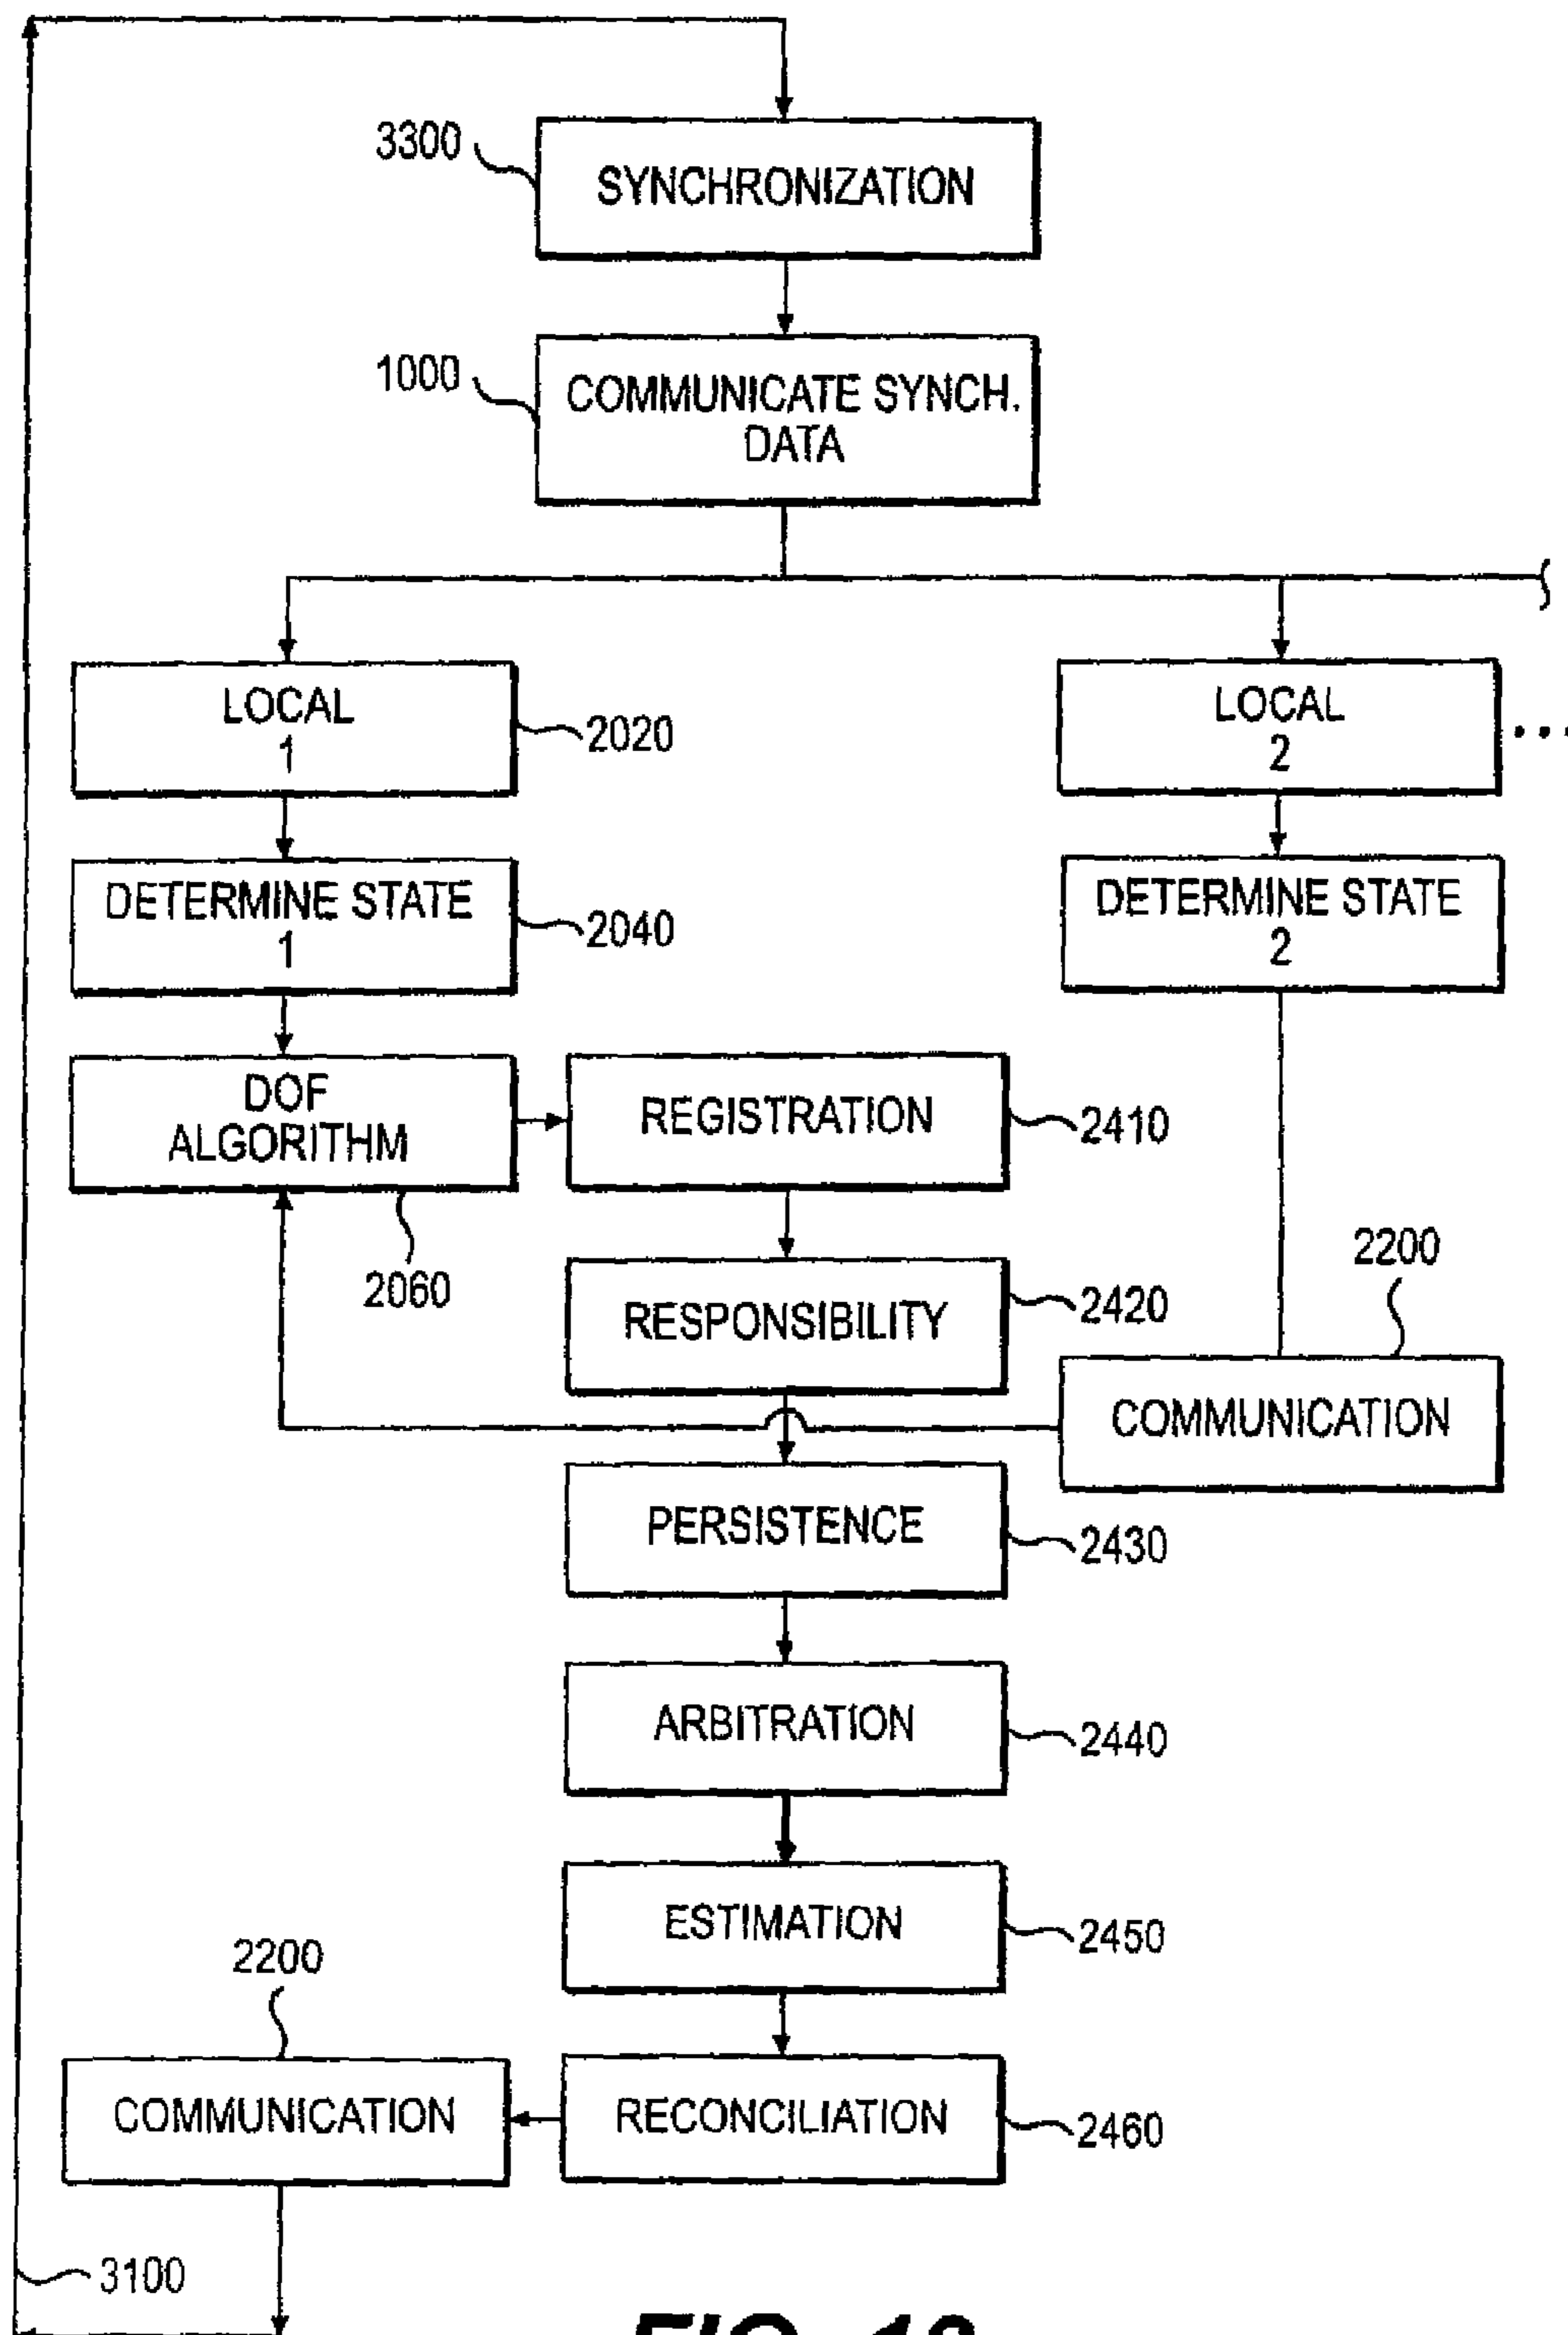 3300
SYNCHRONIZATION
1000
COMMUNICATE SYNCH.
DATA
LOCAL
1
2020
LOCAL
2
...
DETERMINE STATE
1
2040
DETERMINE STATE
2
DOF
ALGORITHM
2060
REGISTRATION
2410
RESPONSIBILITY
2420
2200
COMMUNICATION
PERSISTENCE
2430
ARBITRATION
2440
ESTIMATION
2450
2200
COMMUNICATION
RECONCILIATION
2460
3100